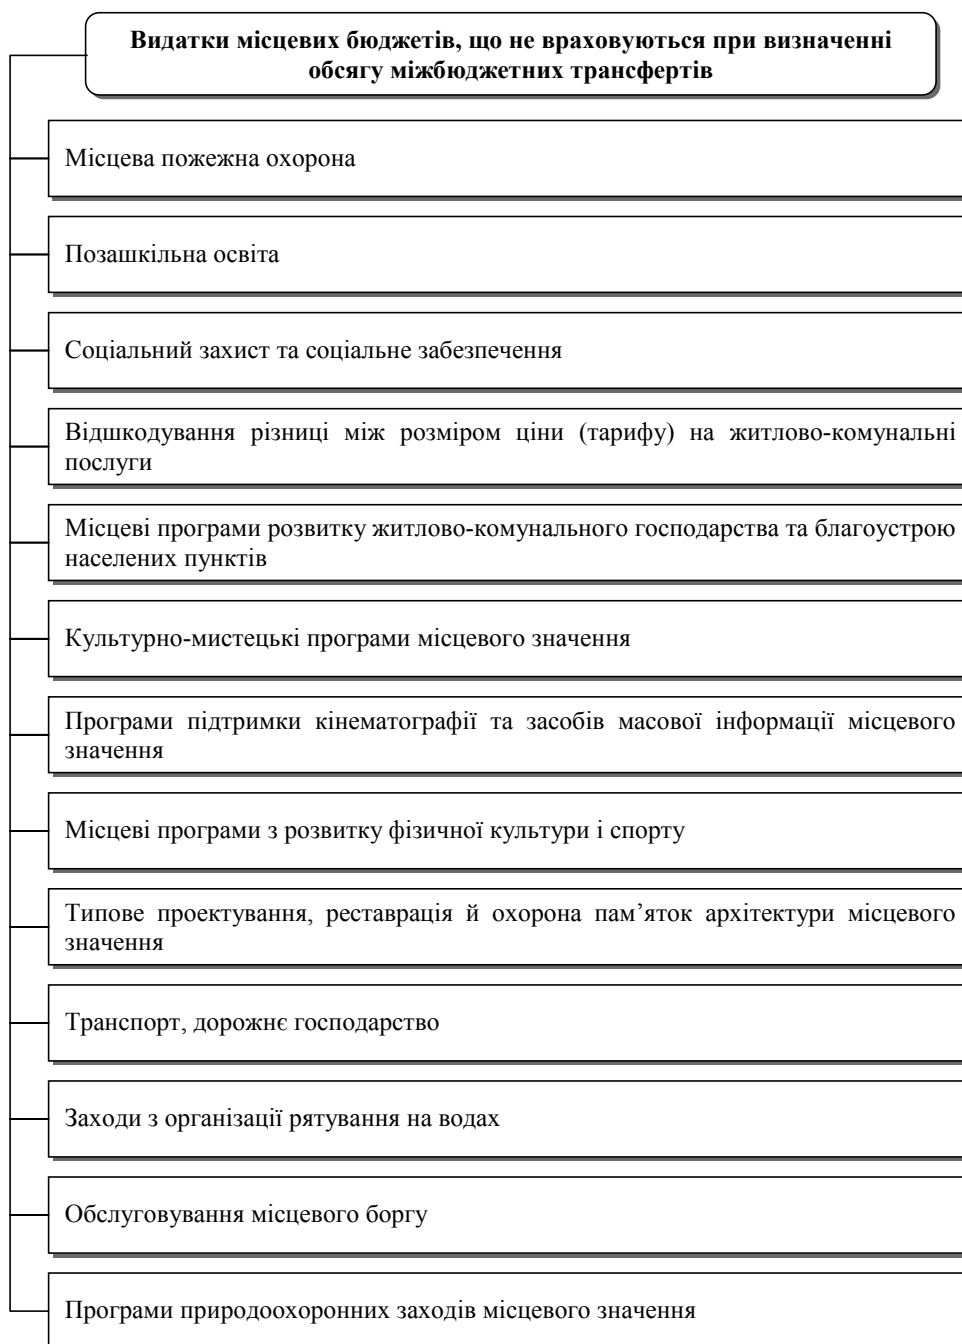 Видатки місцевих бюджетів, що не враховуються при визначенні
обсягу міжбюджетних трансфертів
Місцева пожежна охорона
Позашкільна освіта
Соціальний захист та соціальне забезпечення
Відшкодування різниці між розміром ціни (тарифу) на житлово-комунальні
послуги
Місцеві програми розвитку житлово-комунального господарства та благоустрою
населених пунктів
Культурно-мистецькі програми місцевого значення
Програми підтримки кінематографії та засобів масової інформації місцевого
значення
Місцеві програми з розвитку фізичної культури і спорту
Типове проектування, реставрація й охорона пам’яток архітектури місцевого
значення
Транспорт, дорожнє господарство
Заходи з організації рятування на водах
Обслуговування місцевого боргу
Програми природоохоронних заходів місцевого значення